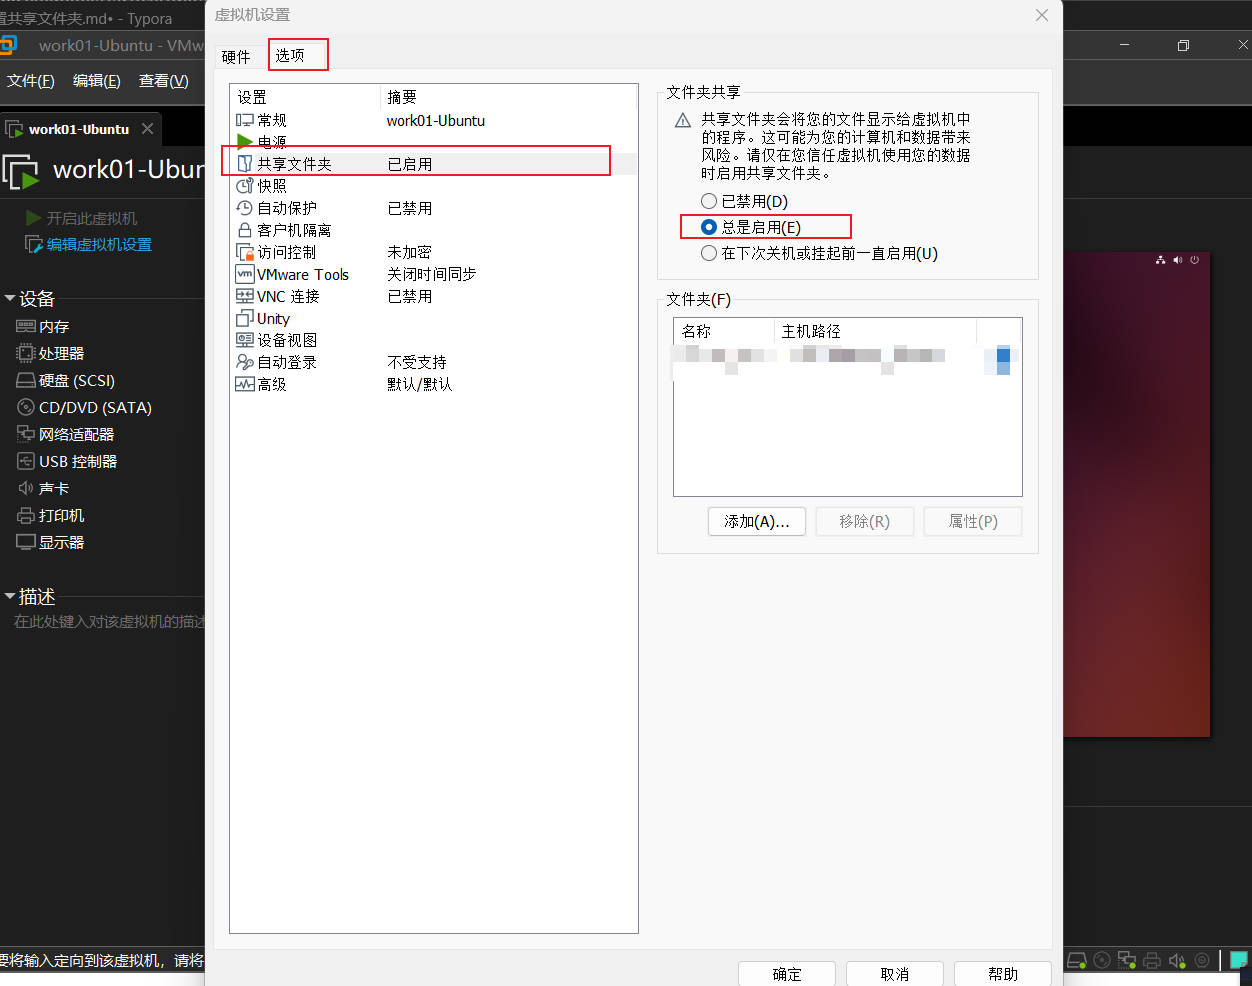 置共享文件夹.md• - Typora
work01-Ubuntu - VMw
文件(F) 编辑(E) 查看(V)
work01-Ubuntu
work01-Ubun
开启此虚拟机
编辑虚拟机设置
设备
内存
处理器
硬盘 (SCSI)
CD/DVD (SATA)
网络适配器
USB 控制器
声卡
打印机
显示器
描述
在此处键入对该虚拟机的描述
要将输入定向到该虚拟机，请将
虚拟机设置
硬件 选项
设置 摘要
常规 work01-Ubuntu
电源
共享文件夹 已启用
快照
自动保护 已禁用
客户机隔离
访问控制 未加密
VMware Tools 关闭时间同步
VNC 连接 已禁用
Unity
设备视图
自动登录 不受支持
高级 默认/默认
文件夹共享
共享文件夹会将您的文件显示给虚拟机中
的程序。这可能为您的计算机和数据带来
风险。请仅在您信任虚拟机使用您的数据
时启用共享文件夹。
已禁用(D)
总是启用(E)
在下次关机或挂起前一直启用(U)
文件夹(F)
名称 主机路径
添加(A)... 移除(R) 属性(P)
确定 取消 帮助